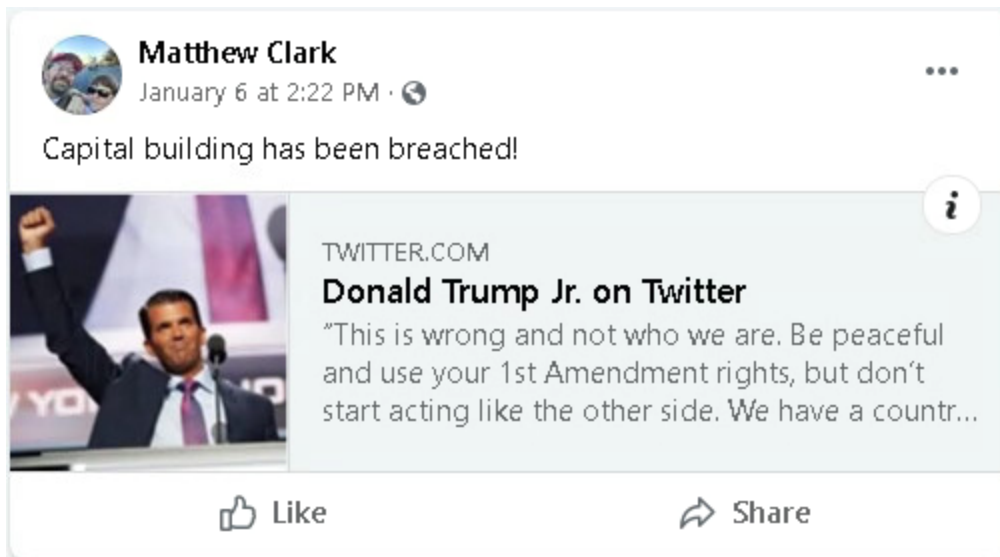 Matthew Clark
January 6 at 2:22 PM ·
Capital building has been breached!
TWITTER.COM
Donald Trump Jr. on Twitter
"This is wrong and not who we are. Be peaceful
and use your 1st Amendment rights, but don't
start acting like the other side. We have a countr...
YO
Like
Share